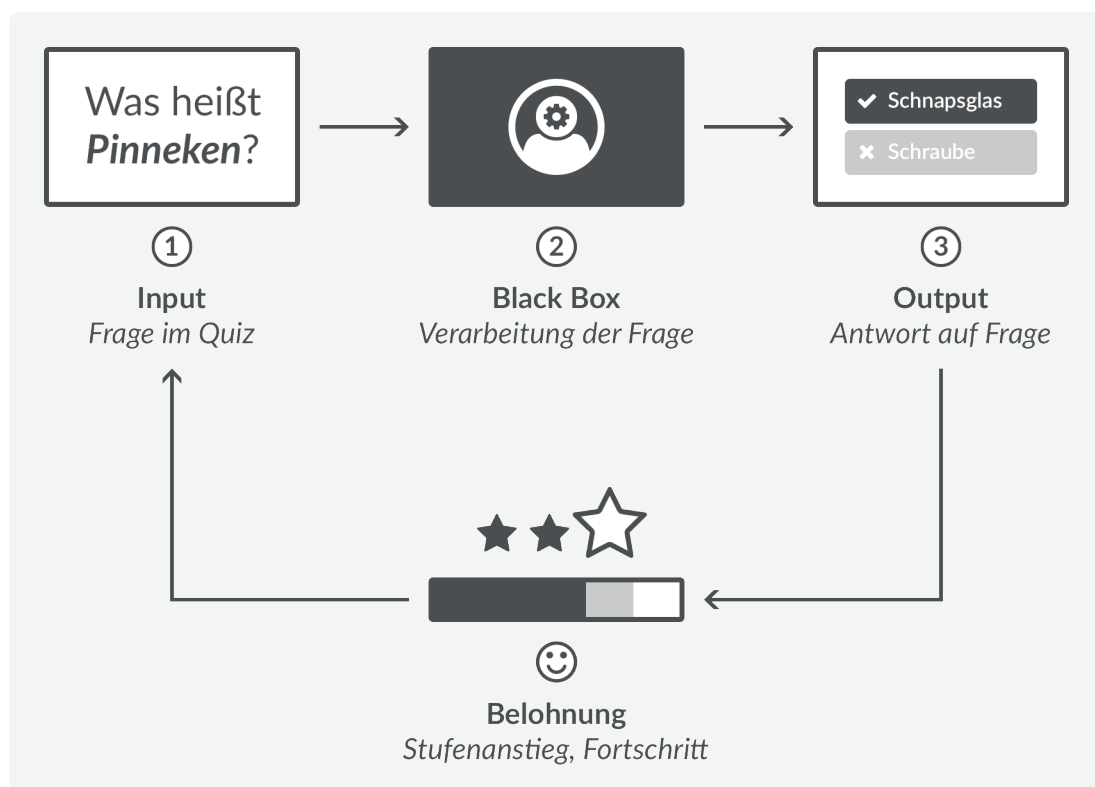 Was heißt
Pinneken?
Schnapsglas
Schraube
1
Input
Frage im Quiz
2
Black Box
Verarbeitung der Frage
3
Output
Antwort auf Frage
Belohnung
Stufenanstieg, Fortschritt